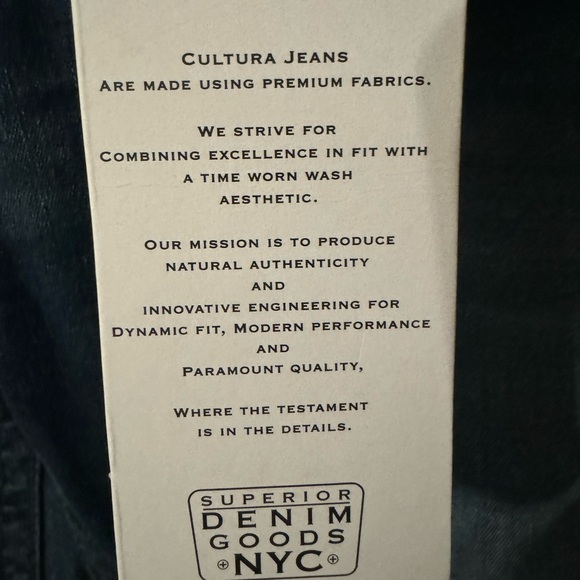 Cultura Jeans
Are made using premium fabrics.
We strive for
Combining excellence in fit with
a time worn wash
aesthetic.
Our mission is to produce
natural authenticity
and
innovative engineering for
Dynamic fit, Modern performance
and
Paramount quality,
Where the testament
is in the details.
SUPERIOR
DENIM
GOODS
NYC